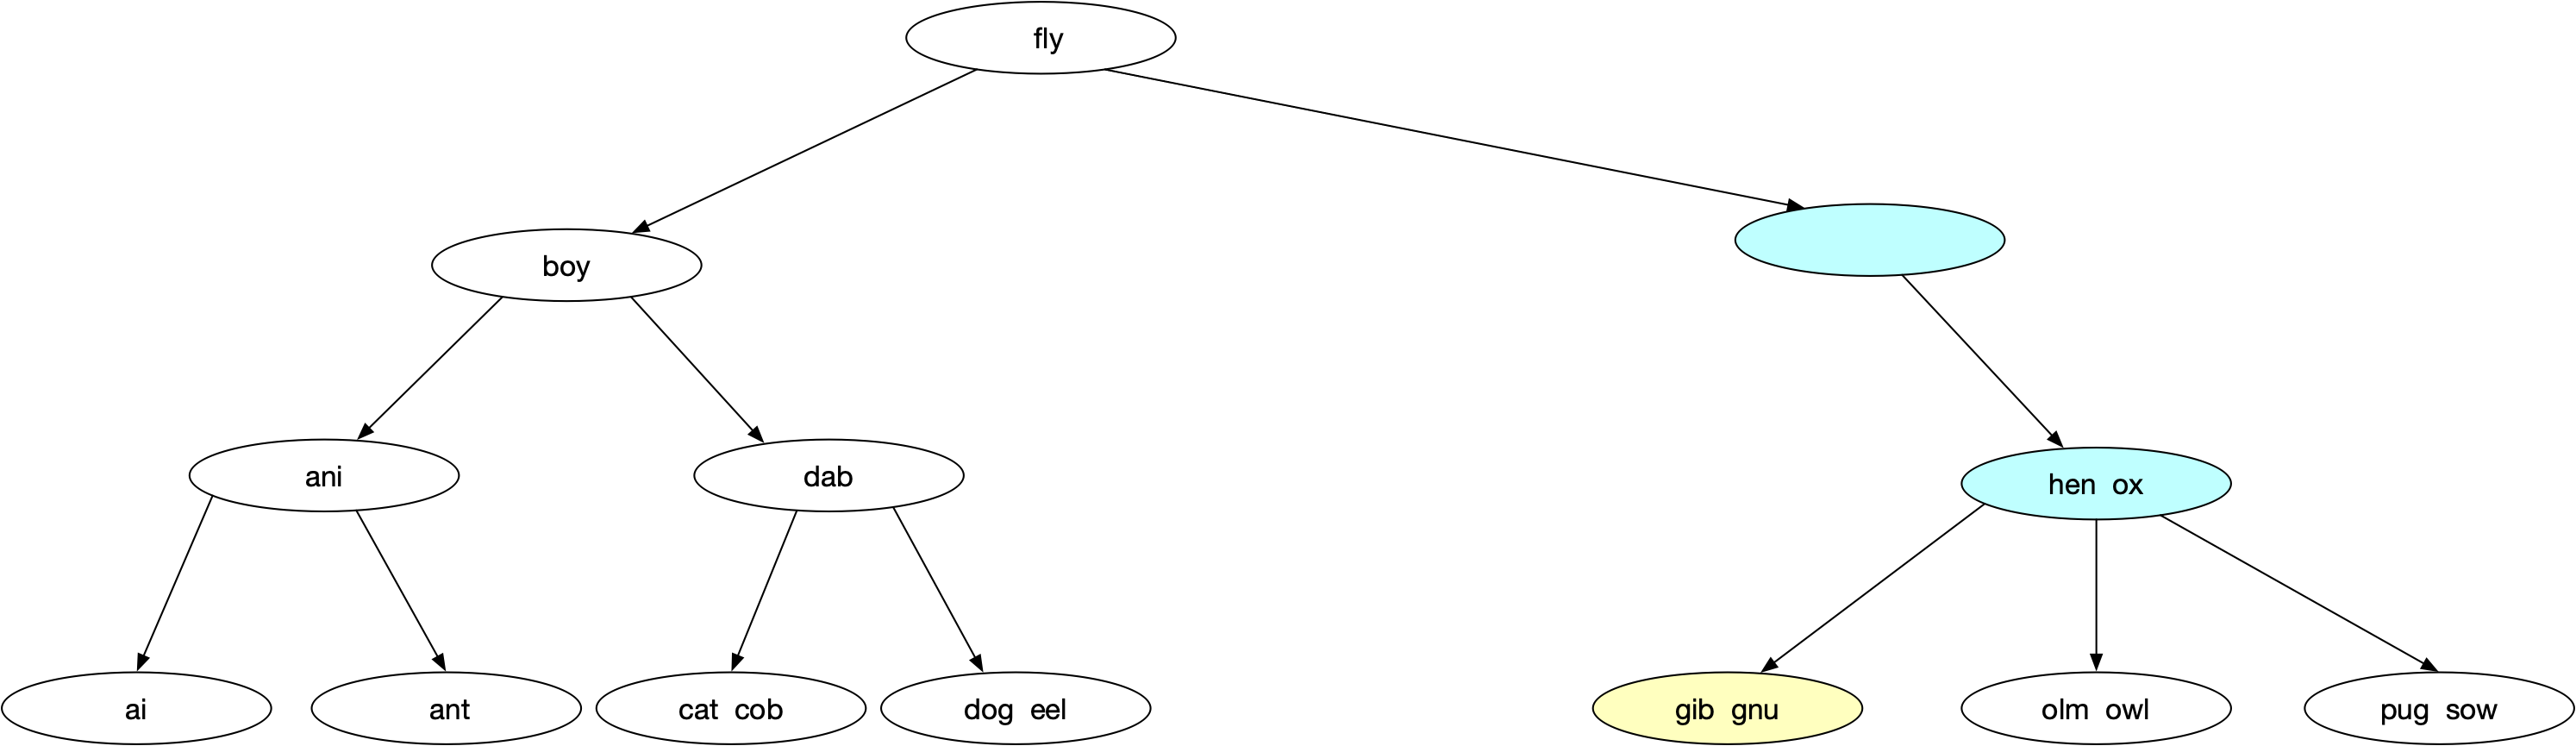 fly
boy
ani
dab
hen ox
ai
ant
cat cob
dog eel
gib gnu
olm owl
pug sow